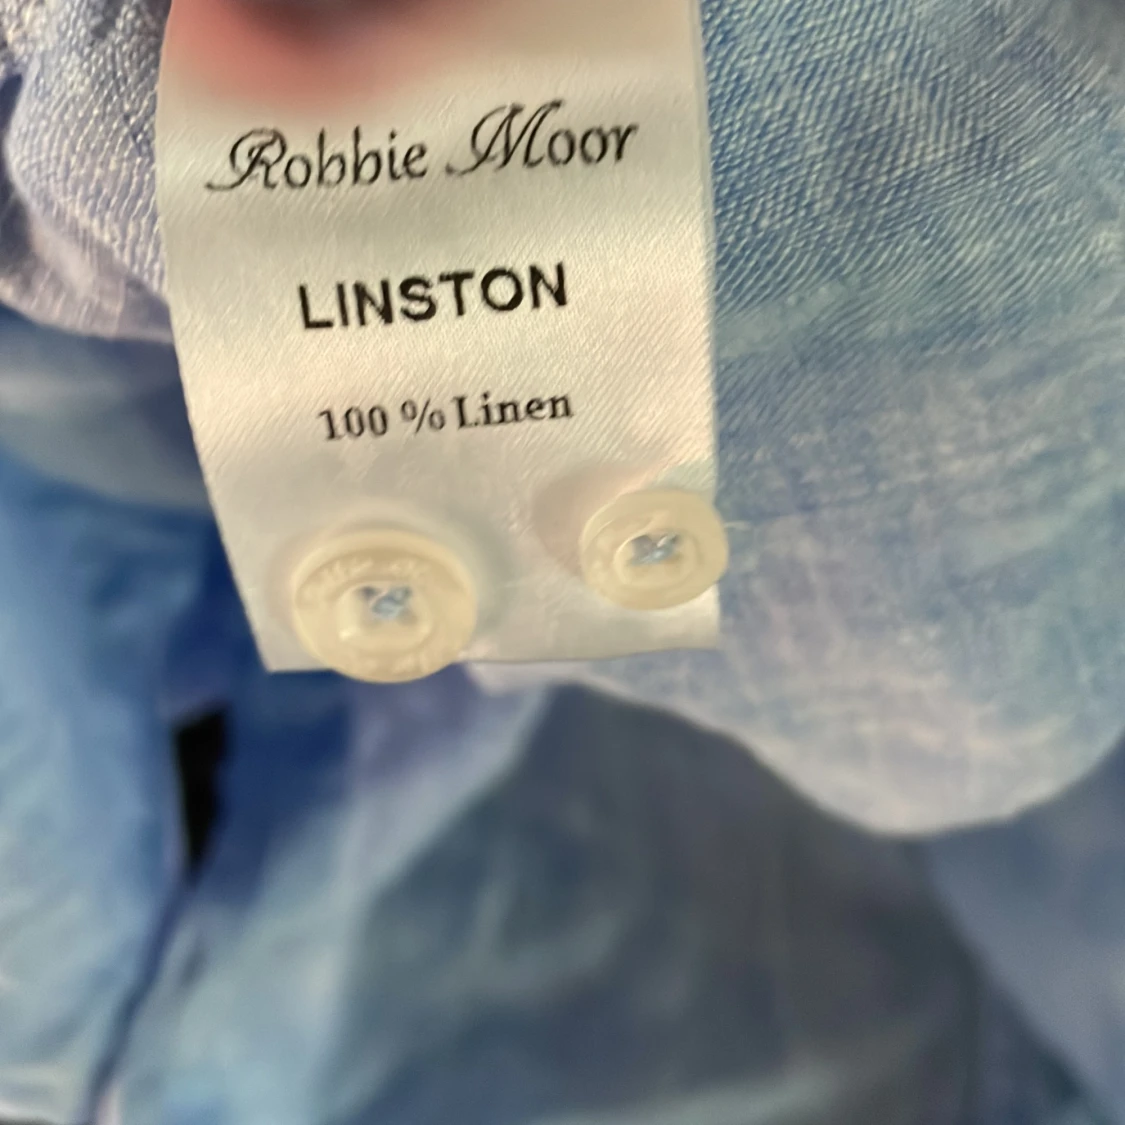 Robbie Moor
LINSTON
100 % Linen